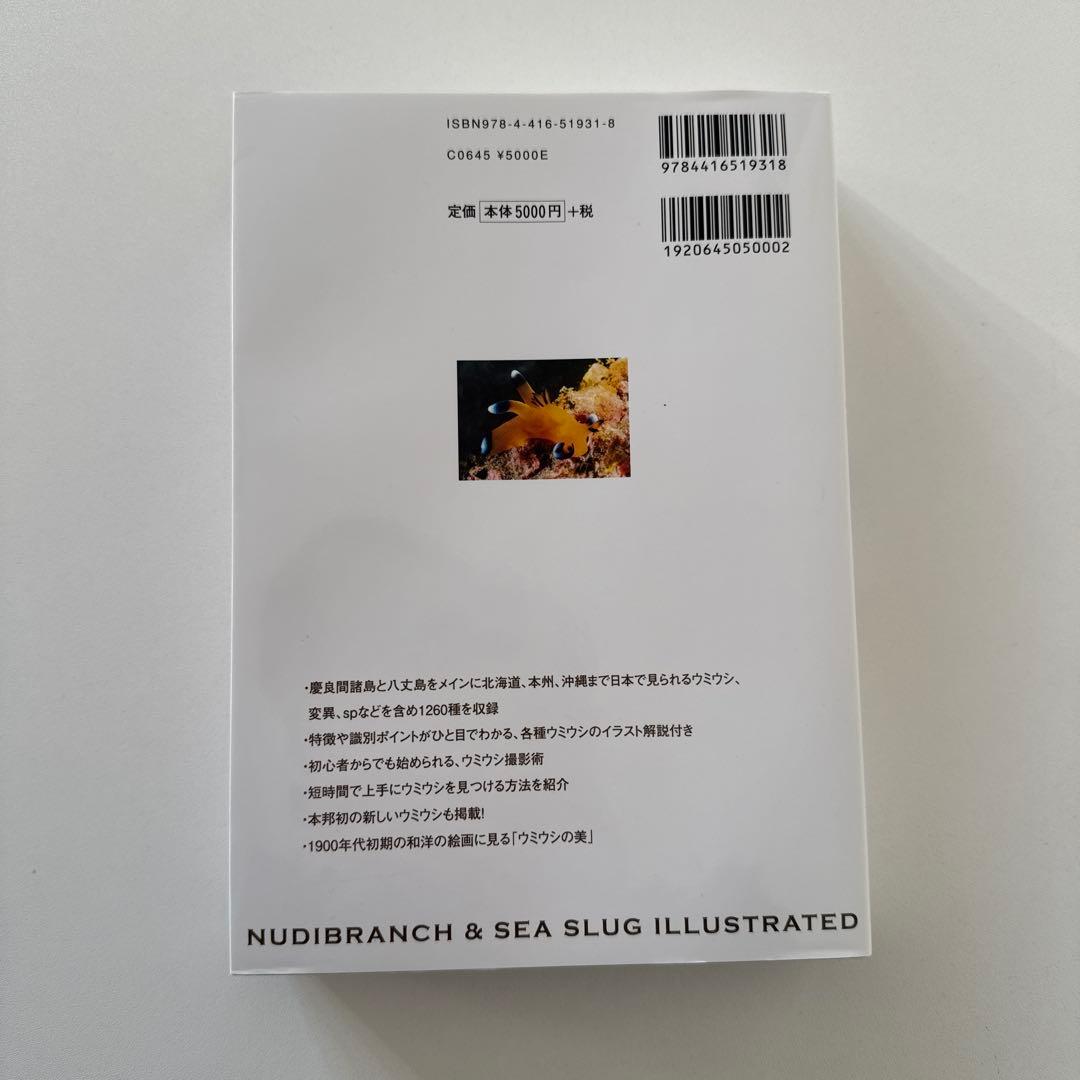 ISBN978-4-416-51931-8
C0645 ¥5000E
9784416519318
定価 本体5000円 +税
1920645050002
・慶良間諸島と八丈島をメインに北海道、本州、沖縄まで日本で見られるウミウシ、
変異、spなどを含め1260種を収録
・特徴や識別ポイントがひと目でわかる、各種ウミウシのイラスト解説付き
・初心者からでも始められる、ウミウシ撮影術
・短時間で上手にウミウシを見つける方法を紹介
・本邦初の新しいウミウシも掲載!
・1900年代初期の和洋の絵画に見る「ウミウシの美」
NUDIBRANCH & SEA SLUG ILLUSTRATED